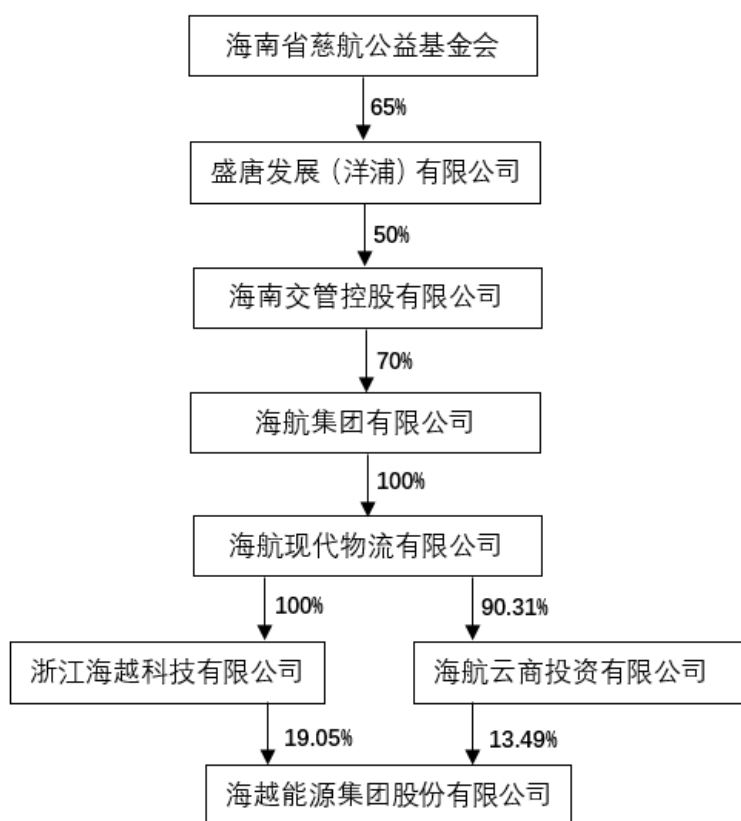 海南省慈航公益基金会
65%
盛唐发展（洋浦）有限公司
50%
海南交管控股有限公司
70%
海航集团有限公司
100%
海航现代物流有限公司
100%
90.31%
浙江海越科技有限公司
海航云商投资有限公司
19.05%
13.49%
海越能源集团股份有限公司